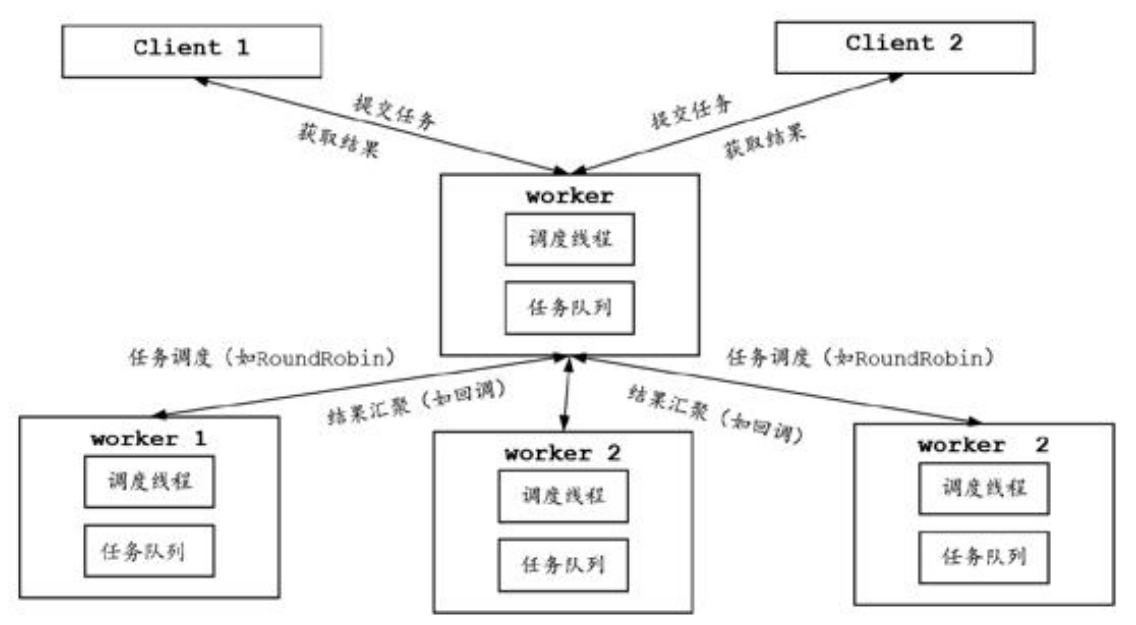 Client 1
Client 2
提交任务
获取结果
提交任务
获取结果
worker
调度线程
任务队列
任务调度（如RoundRobin）
任务调度（如RoundRobin）
结果汇聚（如回调）
结果汇聚（如回调）
worker 1
调度线程
任务队列
worker 2
调度线程
任务队列
worker 2
调度线程
任务队列